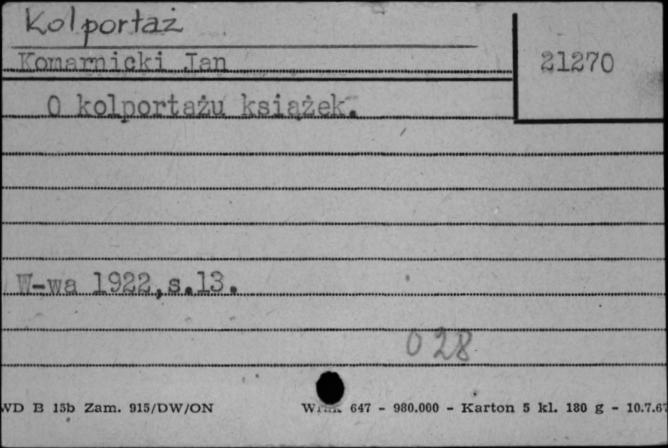 Kolportaż
Komarnicki Jan
21270
O kolportażu książek.
W-wa 1922,s.13.
028
WD B 15b Zam. 915/DW/ON
647 - 980.000 - Karton 5 kl. 180 g - 10.7.67